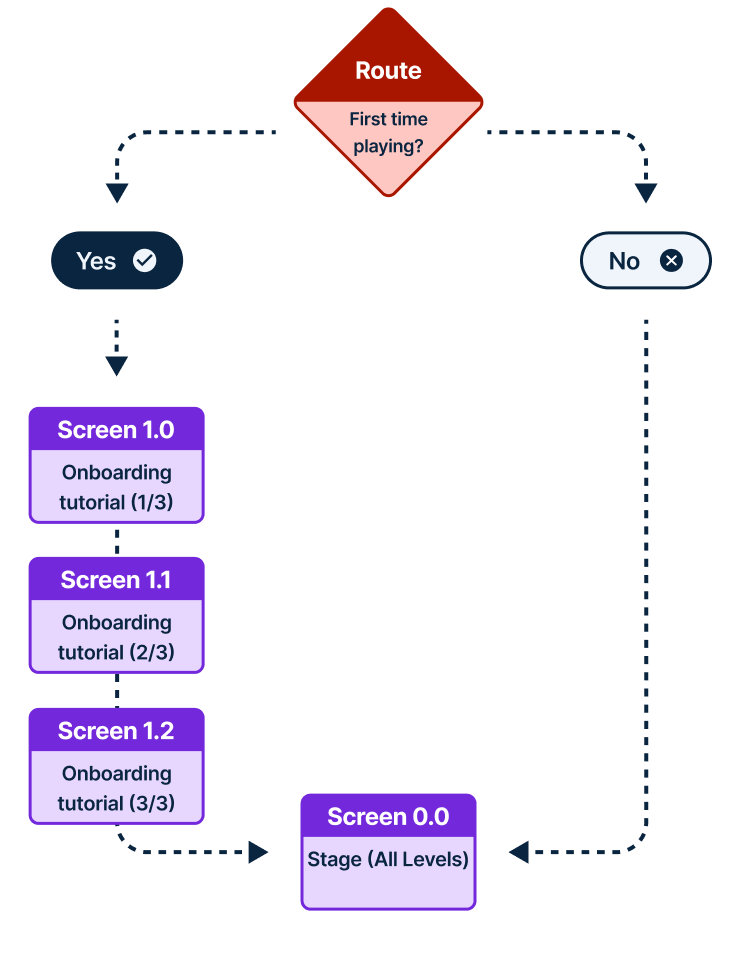 Route
First time
playing?
Yes
No
Screen 1.0
Onboarding
tutorial (1/3)
Screen 1.1
Onboarding
tutorial (2/3)
Screen 1.2
Onboarding
tutorial (3/3)
Screen 0.0
Stage (All Levels)